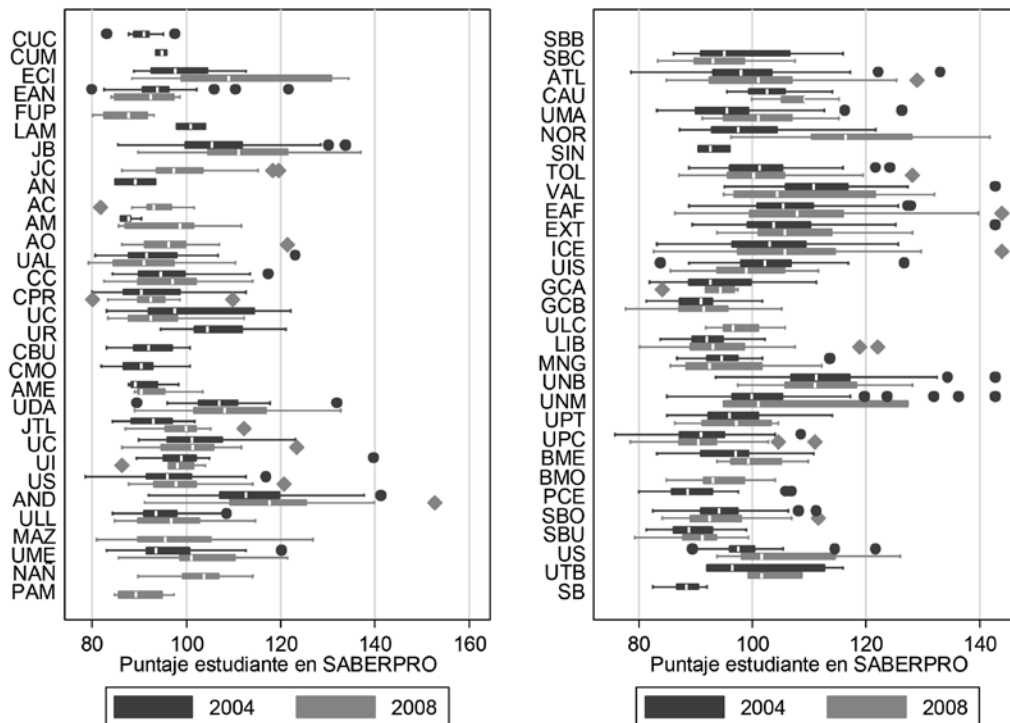 CUC
CUM
ECI
EAN
FUP
LAM
JB
JC
AN
AC
AM
AO
UAL
CC
CPR
UC
UR
CBU
CMO
AME
UDA
JTL
UC
UI
US
AND
ULL
MAZ
UME
NAÑ
PAM
80 100 120 140 160
Puntaje estudiante en SABERPRO
2004 2008
SBB
SBC
ATL
CAU
UMA
NOR
SIN
TOL
VAL
EAF
EXT
ICE
UIS
GCA
GCB
ULC
LIB
MNG
UNB
UNM
UPT
UPC
BME
BMO
PCE
SBO
SBU
US
UTB
SB
80 100 120 140
Puntaje estudiante en SABERPRO
2004 2008